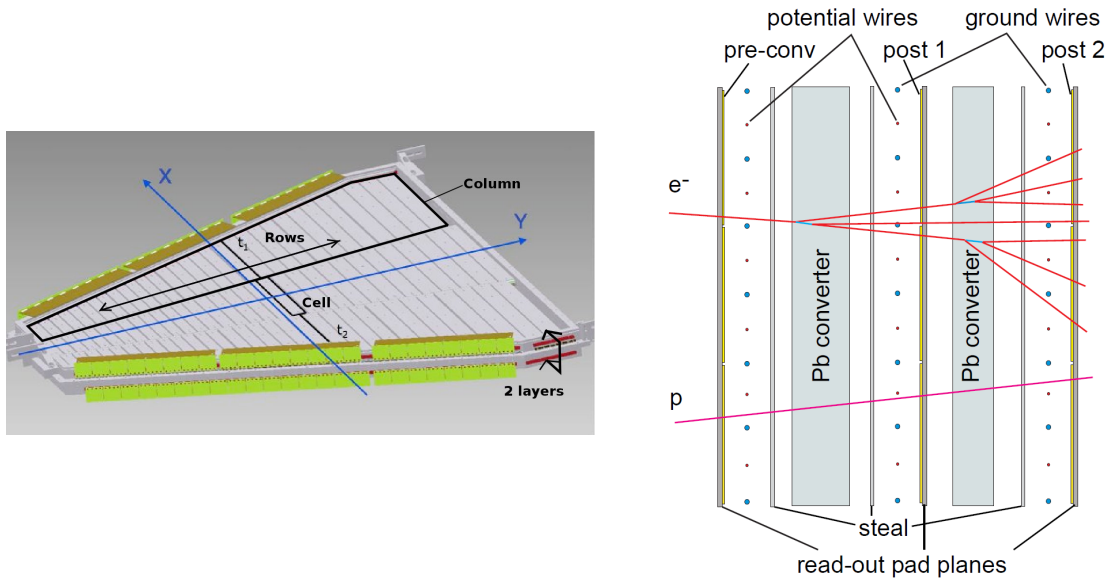 X
Y
Column
t1
Rows
Cell
t2
2 layers
potential wires
ground wires
pre-conv
post 1
post 2
e-
Pb converter
Pb converter
p
steal
read-out pad planes